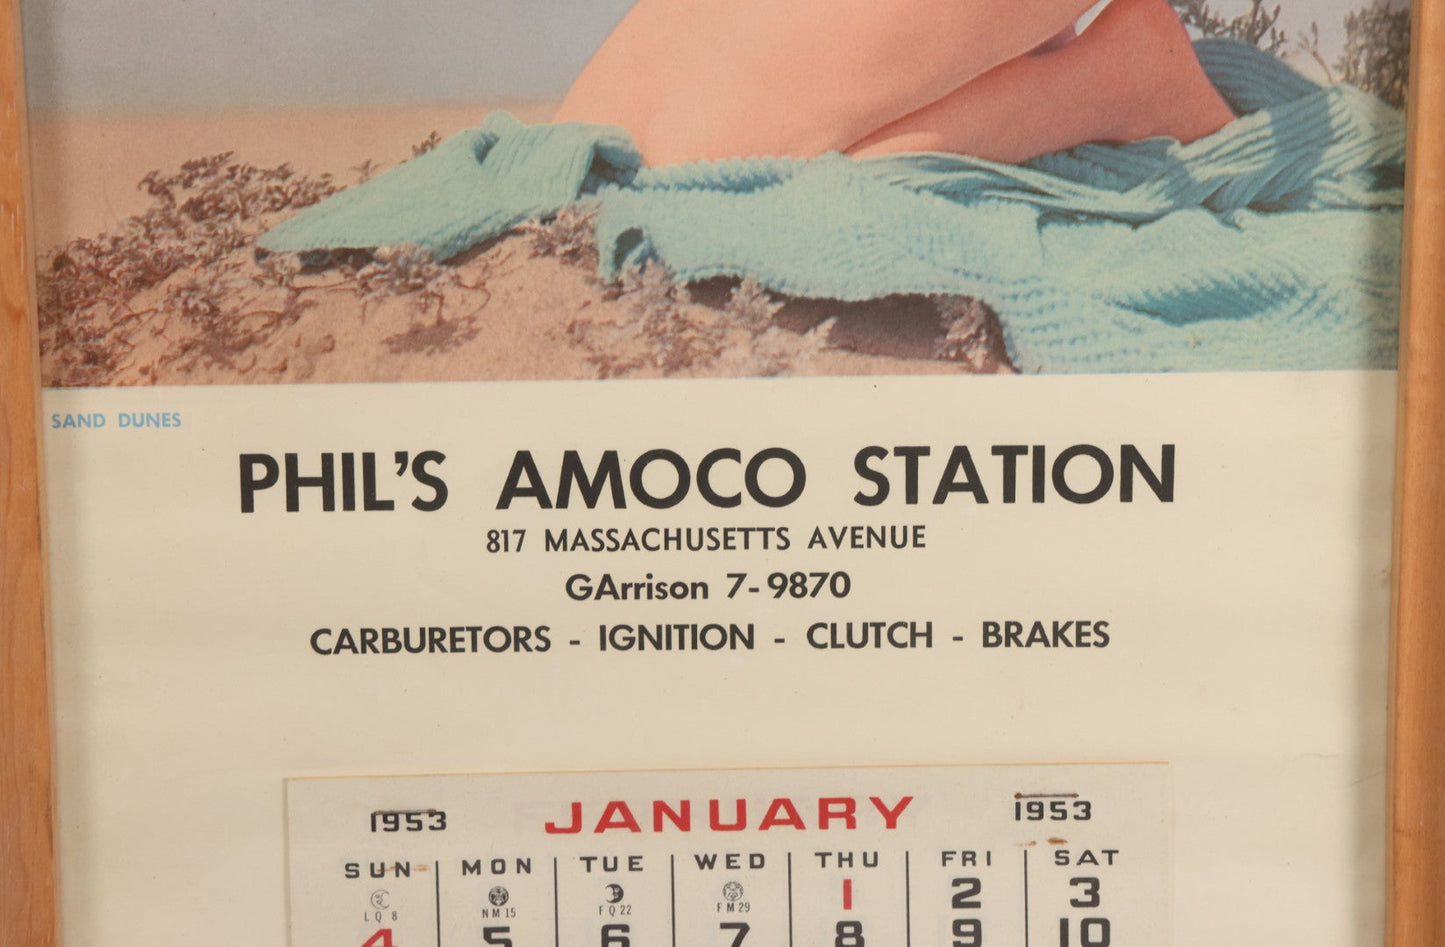 SAND DUNES
PHIL'S AMOCO STATION
817 MASSACHUSETTS AVENUE
GArrison 7-9870
CARBURETORS - IGNITION - CLUTCH - BRAKES
1953 JANUARY 1953
SUN MON TUE WED THU FRI SAT
LQ 8 NM 15 FQ 22 FM 29 1 2 3
4 5 6 7 8 9 10